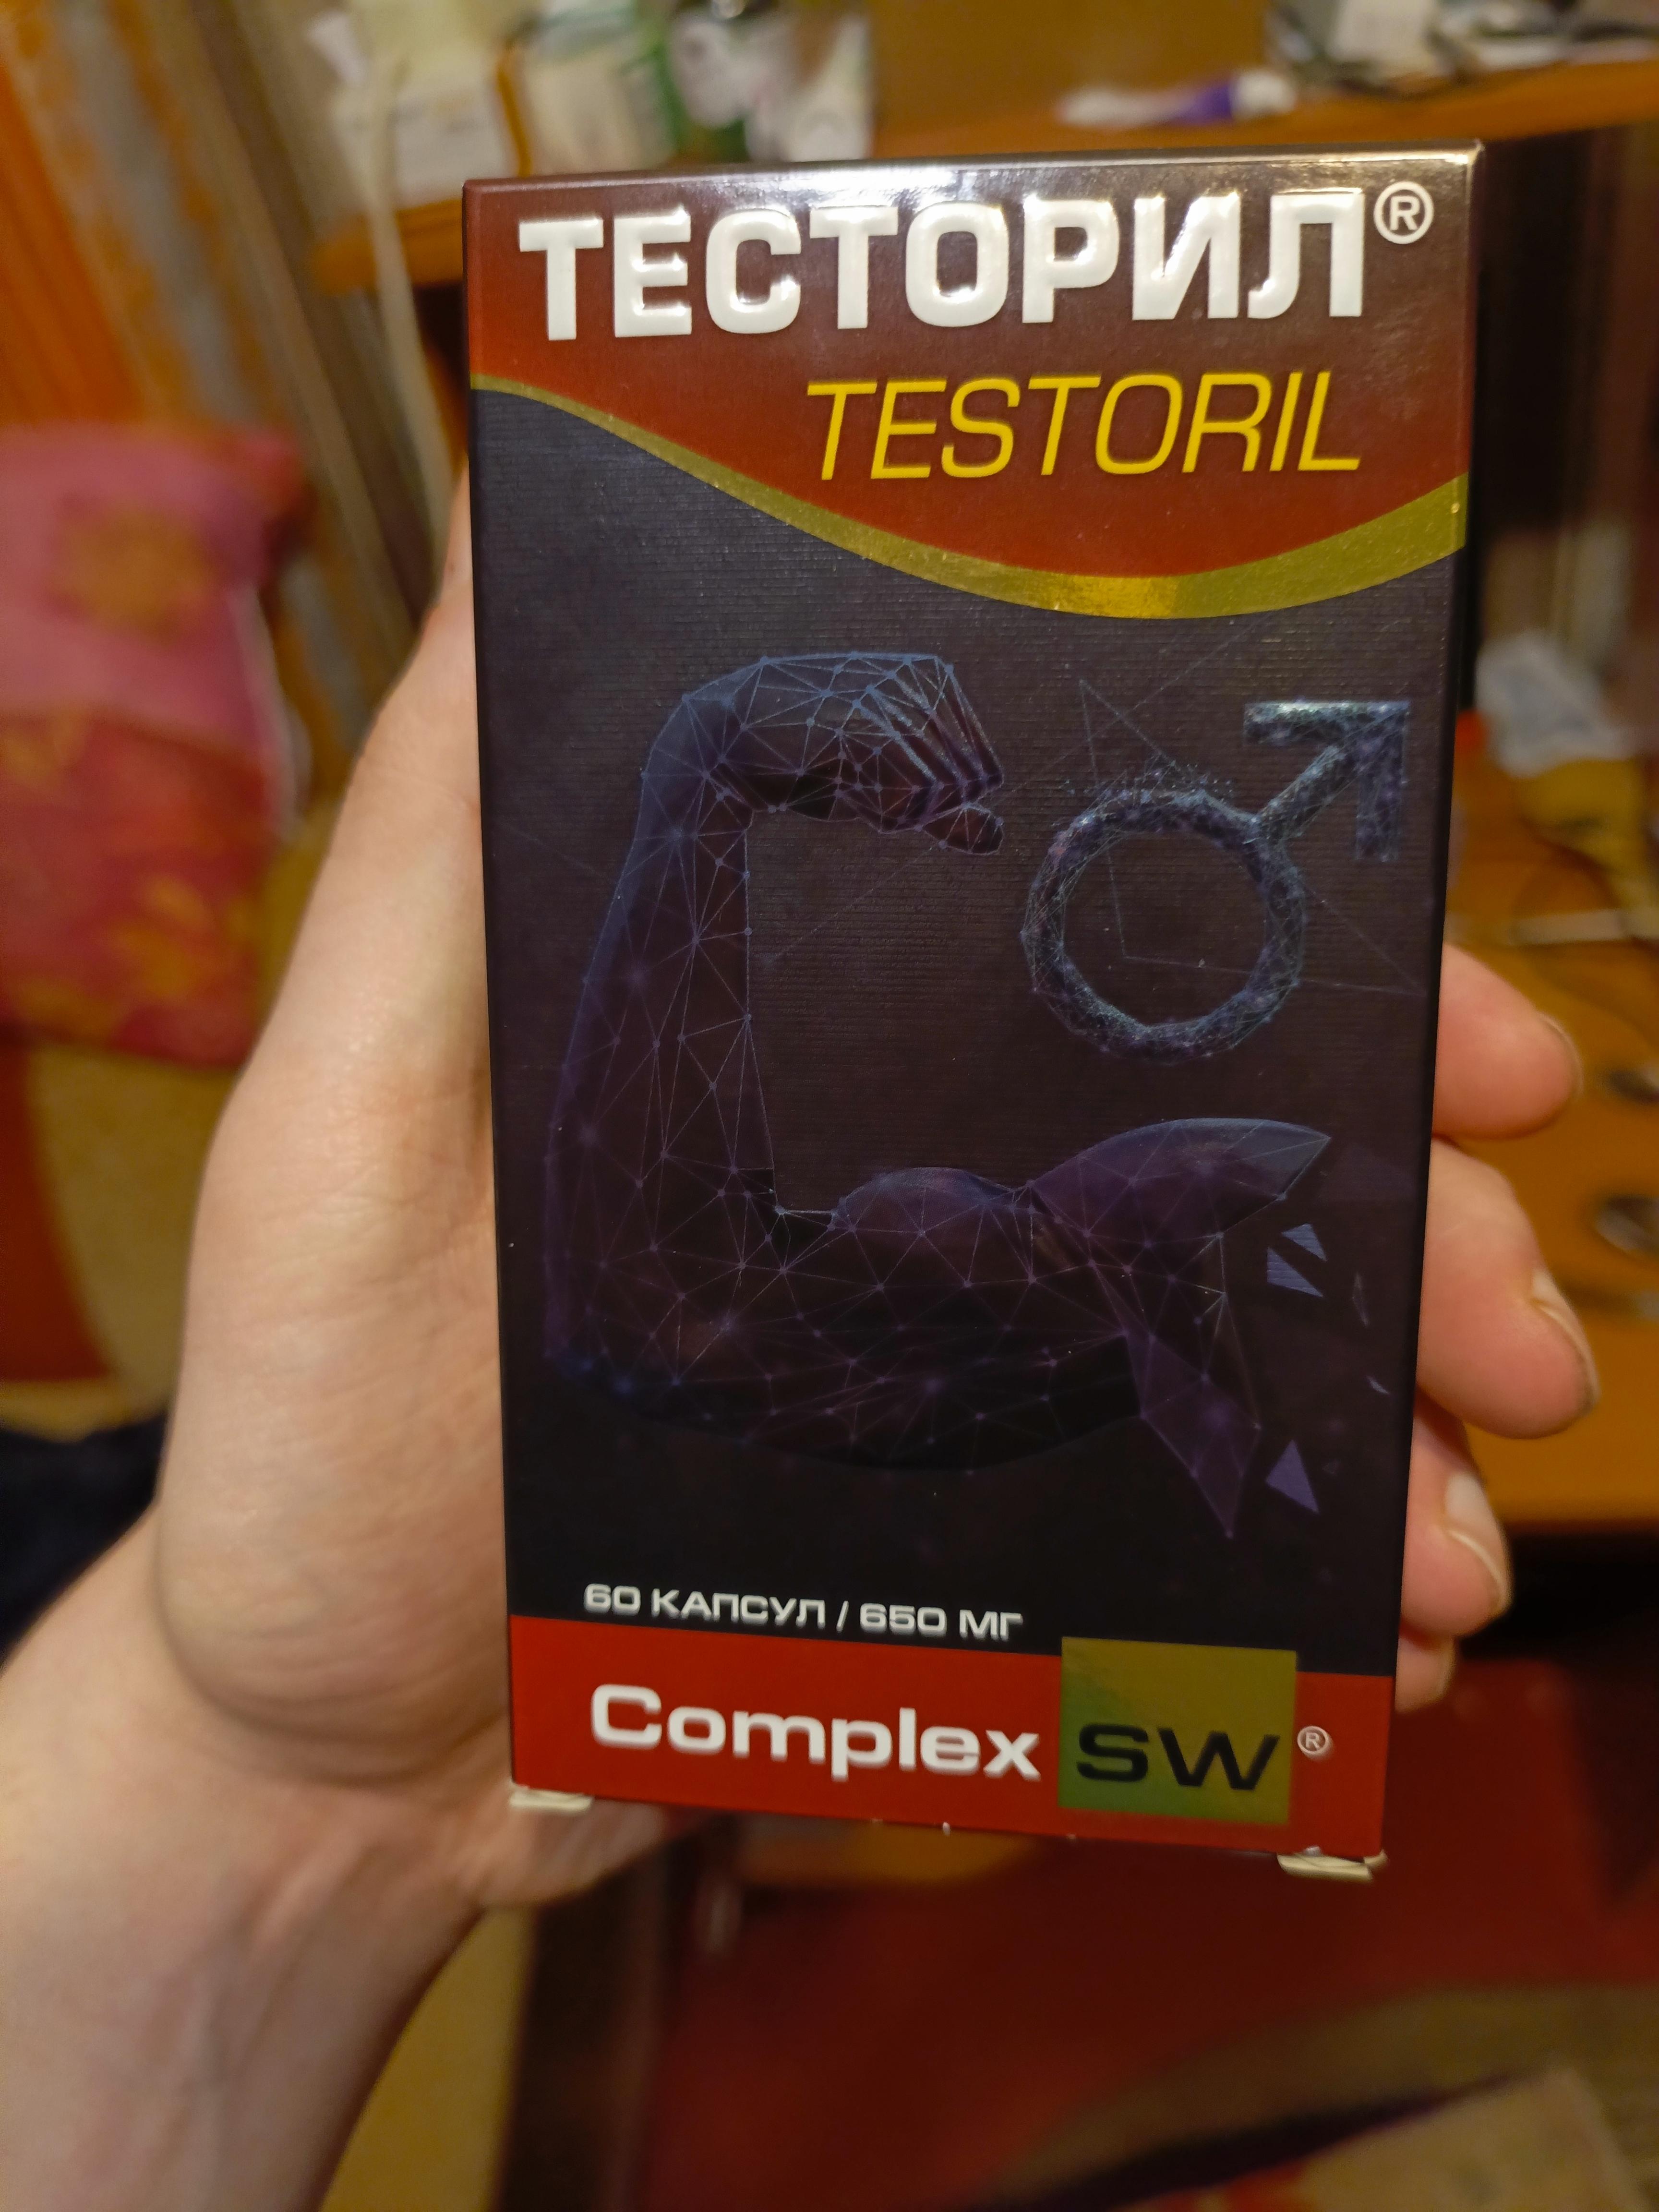 ТЕСТОРИЛ®
TESTORIL
60 КАПСУЛ / 650 МГ
Complex SW®